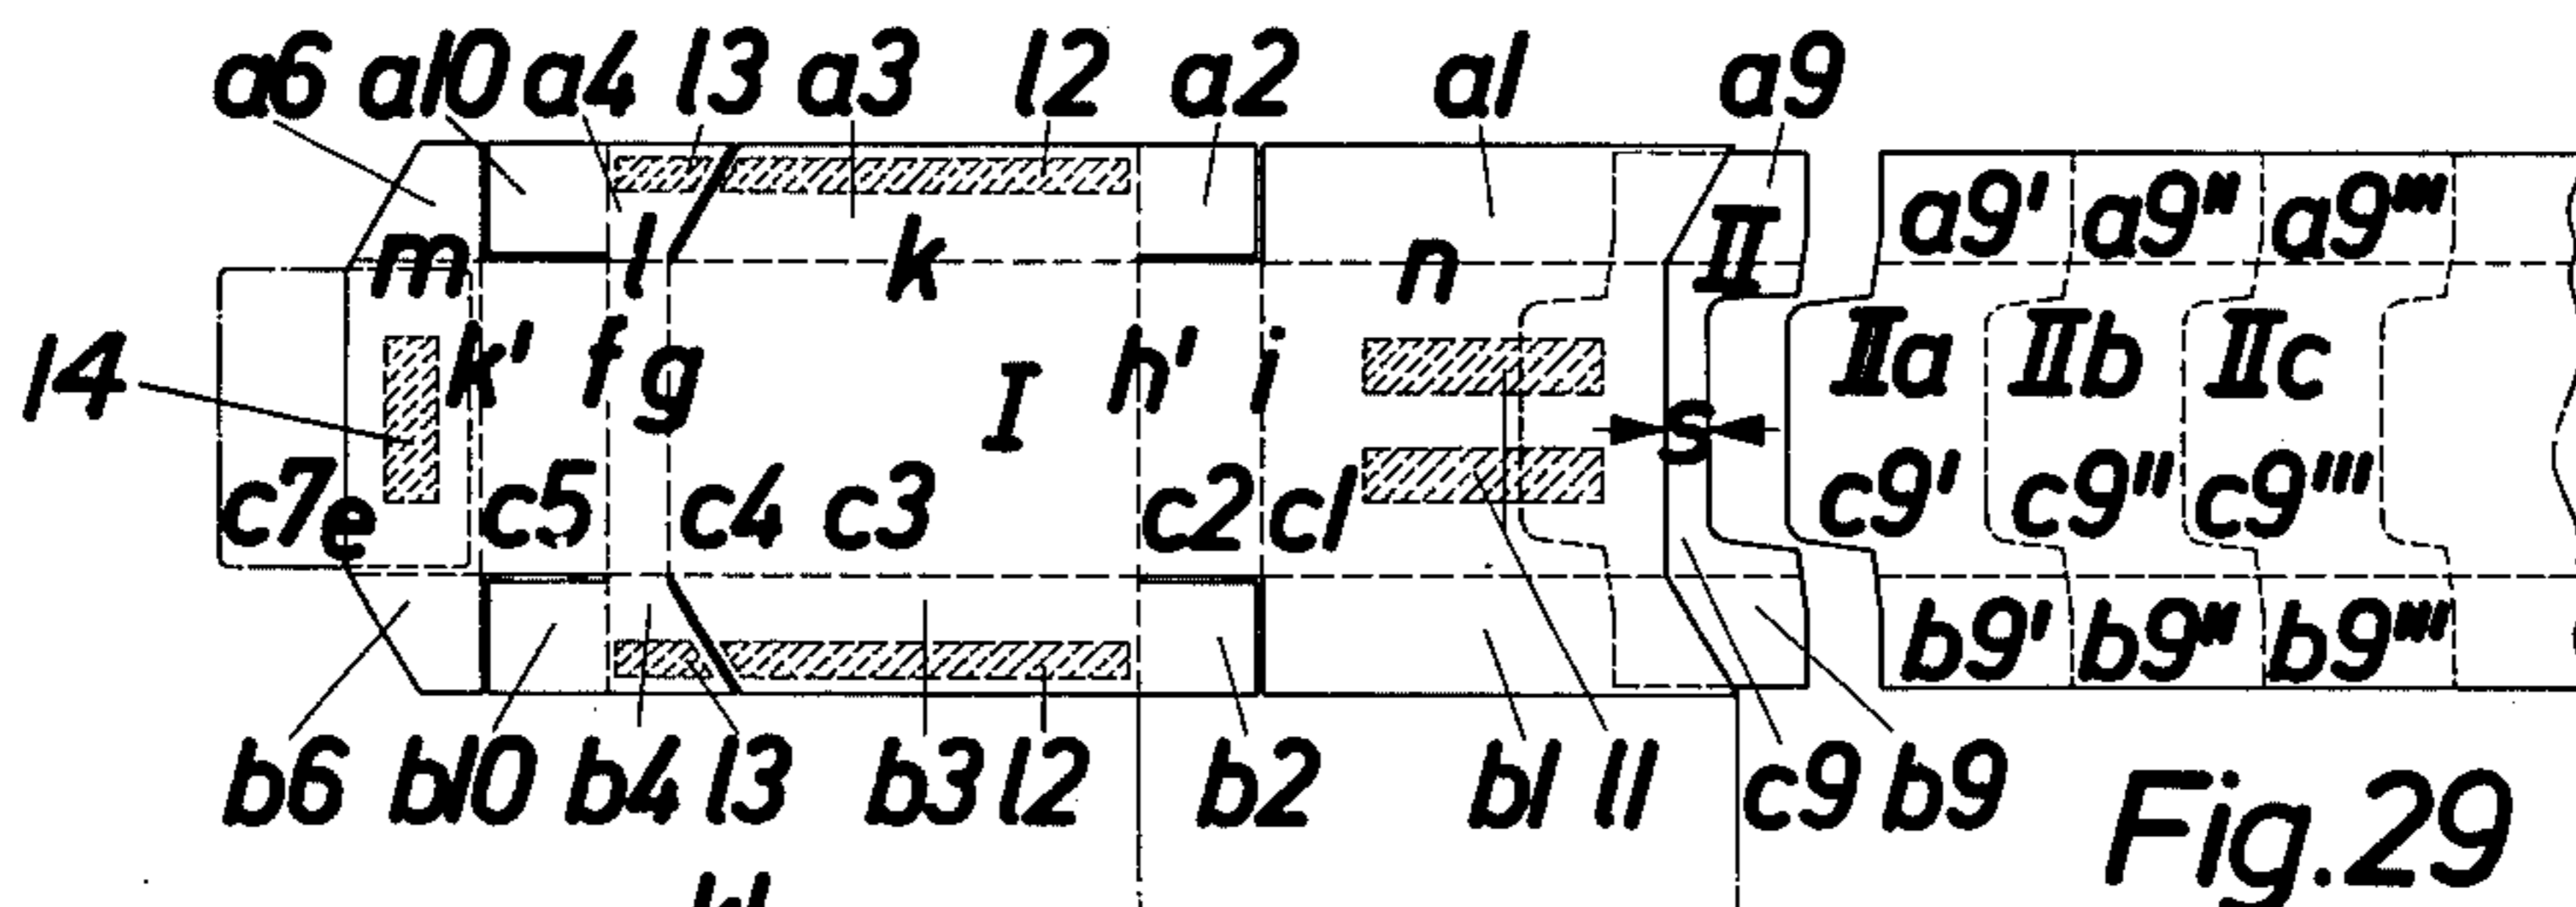 a6 a10 a4 l3 a3 l2 a2 a1 a9
m l k n II a9' a9" a9'''
l4 k' f g I h' i s IIa IIb IIc
c7 e c5 c4 c3 c2 c1 c9' c9" c9'''
b9' b9" b9'''
b6 b10 b4 l3 b3 l2 b2 b1 l1 c9 b9
Fig.29